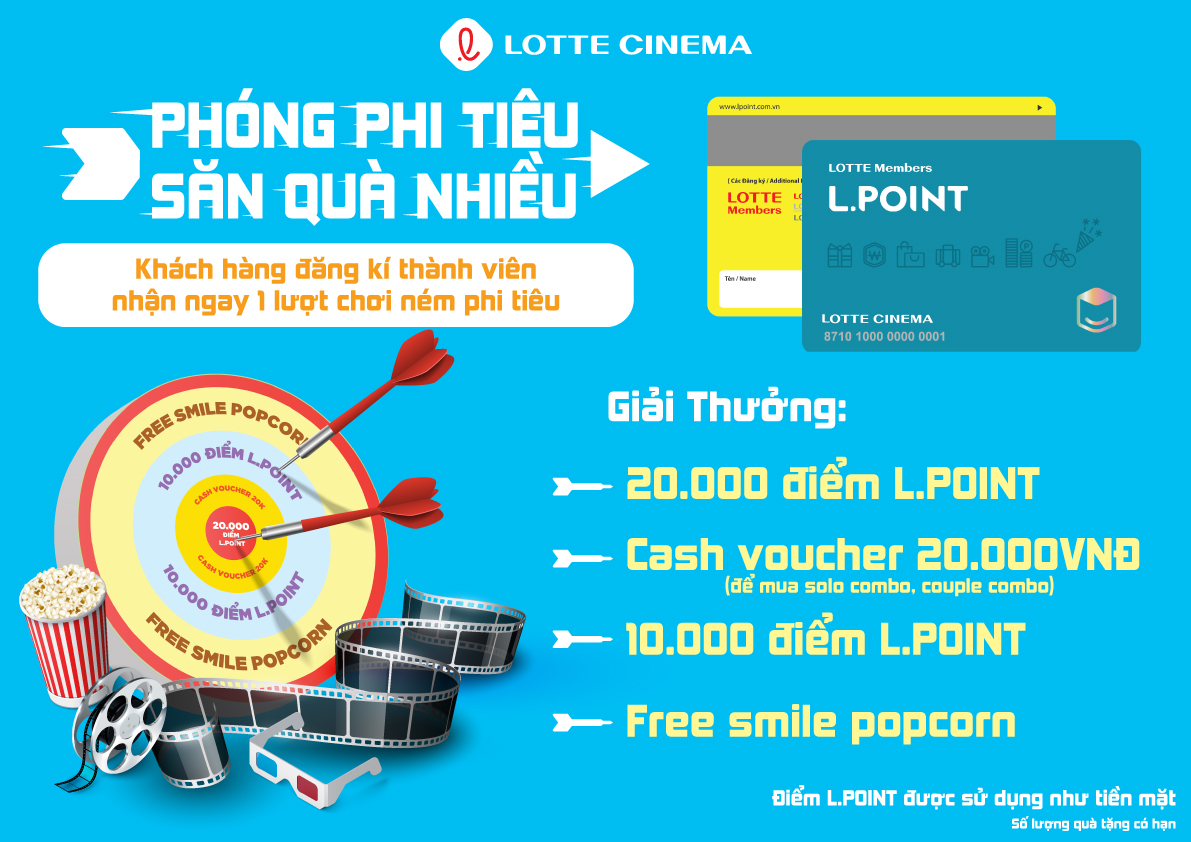 LOTTE CINEMA
PHÓNG PHI TIÊU
SĂN QUÀ NHIỀU
Khách hàng đăng kí thành viên
nhận ngay 1 lượt chơi ném phi tiêu
www.lpoint.com.vn
[ Các Đăng ký / Additional
LOTTE
Members
Tên / Name
LOTTE Members
L.POINT
LOTTE CINEMA
8710 1000 0000 0001
FREE SMILE POPCORN
10.000 ĐIỂM L.POINT
CASH VOUCHER 20K
20.000
ĐIỂM
L.POINT
CASH VOUCHER 20K
10.000 ĐIỂM L.POINT
FREE SMILE POPCORN
Giải Thưởng:
20.000 điểm L.POINT
Cash voucher 20.000VNĐ
(để mua solo combo, couple combo)
10.000 điểm L.POINT
Free smile popcorn
Điểm L.POINT được sử dụng như tiền mặt
Số lượng quà tặng có hạn